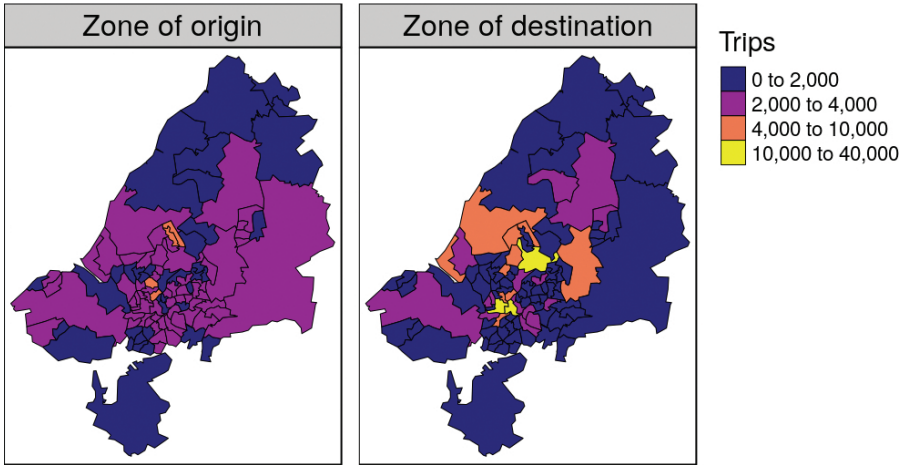 Zone of origin
Zone of destination
Trips
0 to 2,000
2,000 to 4,000
4,000 to 10,000
10,000 to 40,000